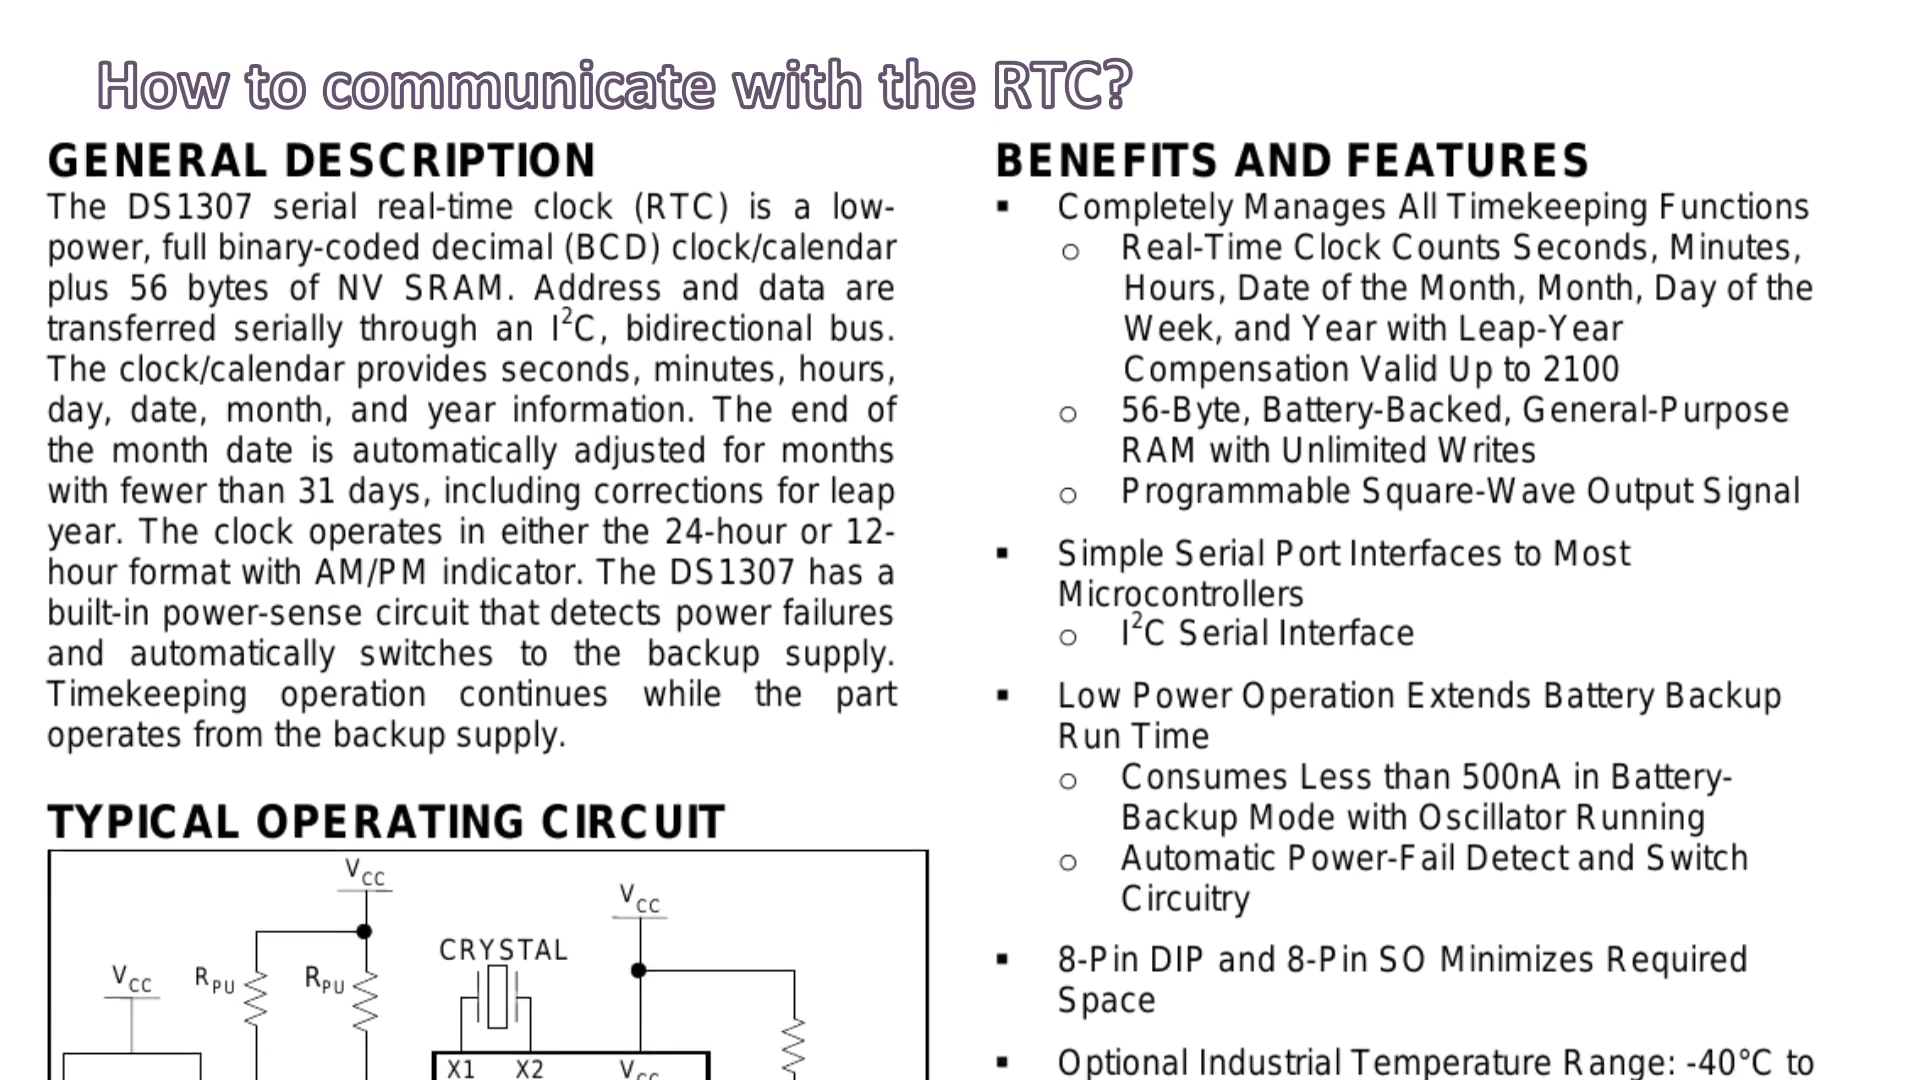 How to communicate with the RTC?
GENERAL DESCRIPTION
The DS1307 serial real-time clock (RTC) is a low-
power, full binary-coded decimal (BCD) clock/calendar
plus 56 bytes of NV SRAM. Address and data are
transferred serially through an I²C, bidirectional bus.
The clock/calendar provides seconds, minutes, hours,
day, date, month, and year information. The end of
the month date is automatically adjusted for months
with fewer than 31 days, including corrections for leap
year. The clock operates in either the 24-hour or 12-
hour format with AM/PM indicator. The DS1307 has a
built-in power-sense circuit that detects power failures
and automatically switches to the backup supply.
Timekeeping operation continues while the part
operates from the backup supply.
TYPICAL OPERATING CIRCUIT
VCC
VCC
CRYSTAL
VCC
RPU
RPU
X1
X2
VCC
BENEFITS AND FEATURES
▪ Completely Manages All Timekeeping Functions
o Real-Time Clock Counts Seconds, Minutes,
Hours, Date of the Month, Month, Day of the
Week, and Year with Leap-Year
Compensation Valid Up to 2100
o 56-Byte, Battery-Backed, General-Purpose
RAM with Unlimited Writes
o Programmable Square-Wave Output Signal
▪ Simple Serial Port Interfaces to Most
Microcontrollers
o I²C Serial Interface
▪ Low Power Operation Extends Battery Backup
Run Time
o Consumes Less than 500nA in Battery-
Backup Mode with Oscillator Running
o Automatic Power-Fail Detect and Switch
Circuitry
▪ 8-Pin DIP and 8-Pin SO Minimizes Required
Space
▪ Optional Industrial Temperature Range: -40°C to